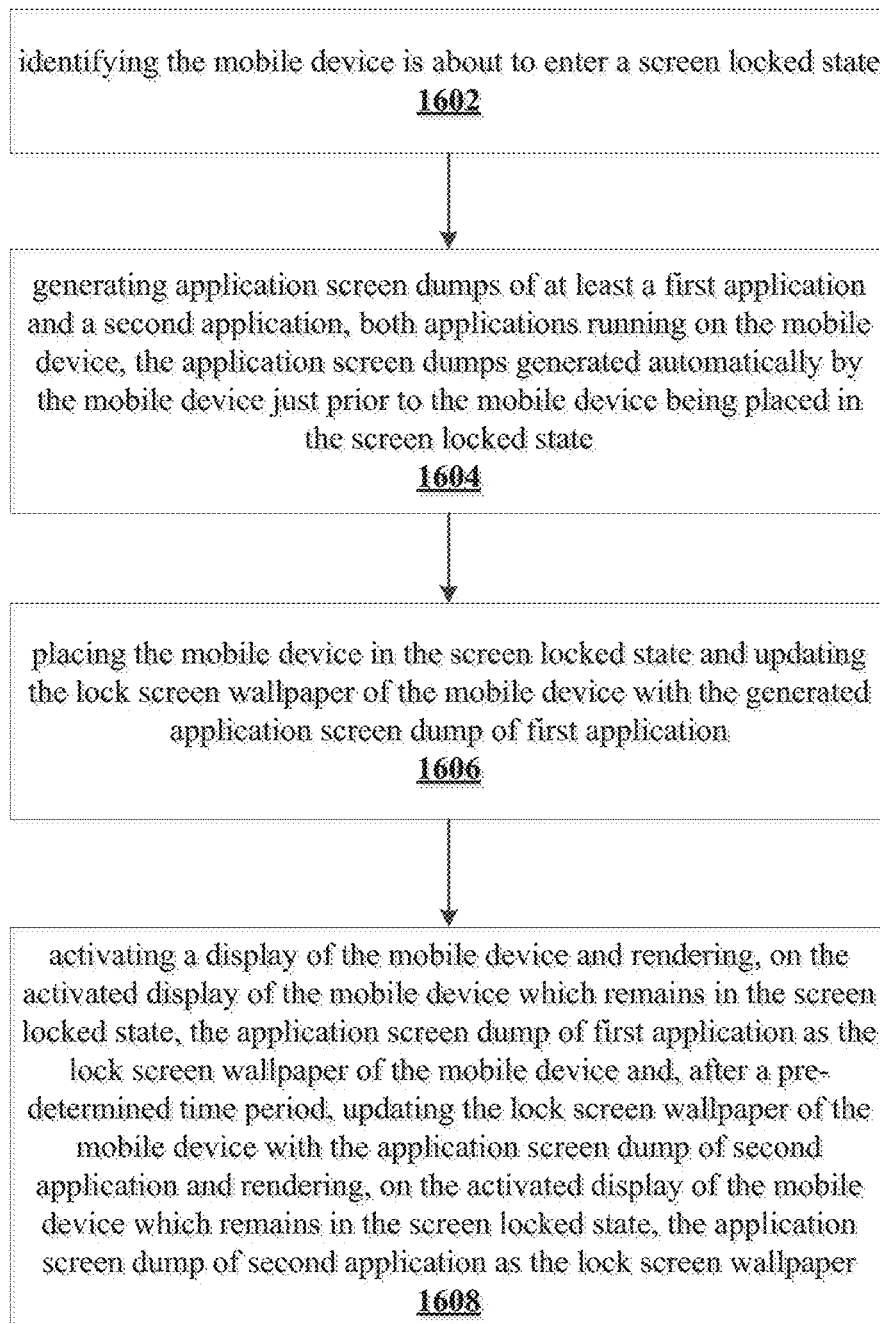 identifying the mobile device is about to enter a screen locked state
1602
generating application screen dumps of at least a first application
and a second application, both applications running on the mobile
device, the application screen dumps generated automatically by
the mobile device just prior to the mobile device being placed in
the screen locked state
1604
placing the mobile device in the screen locked state and updating
the lock screen wallpaper of the mobile device with the generated
application screen dump of first application
1606
activating a display of the mobile device and rendering, on the
activated display of the mobile device which remains in the screen
locked state, the application screen dump of first application as the
lock screen wallpaper of the mobile device and, after a pre-
determined time period, updating the lock screen wallpaper of the
mobile device with the application screen dump of second
application and rendering, on the activated display of the mobile
device which remains in the screen locked state, the application
screen dump of second application as the lock screen wallpaper
1608